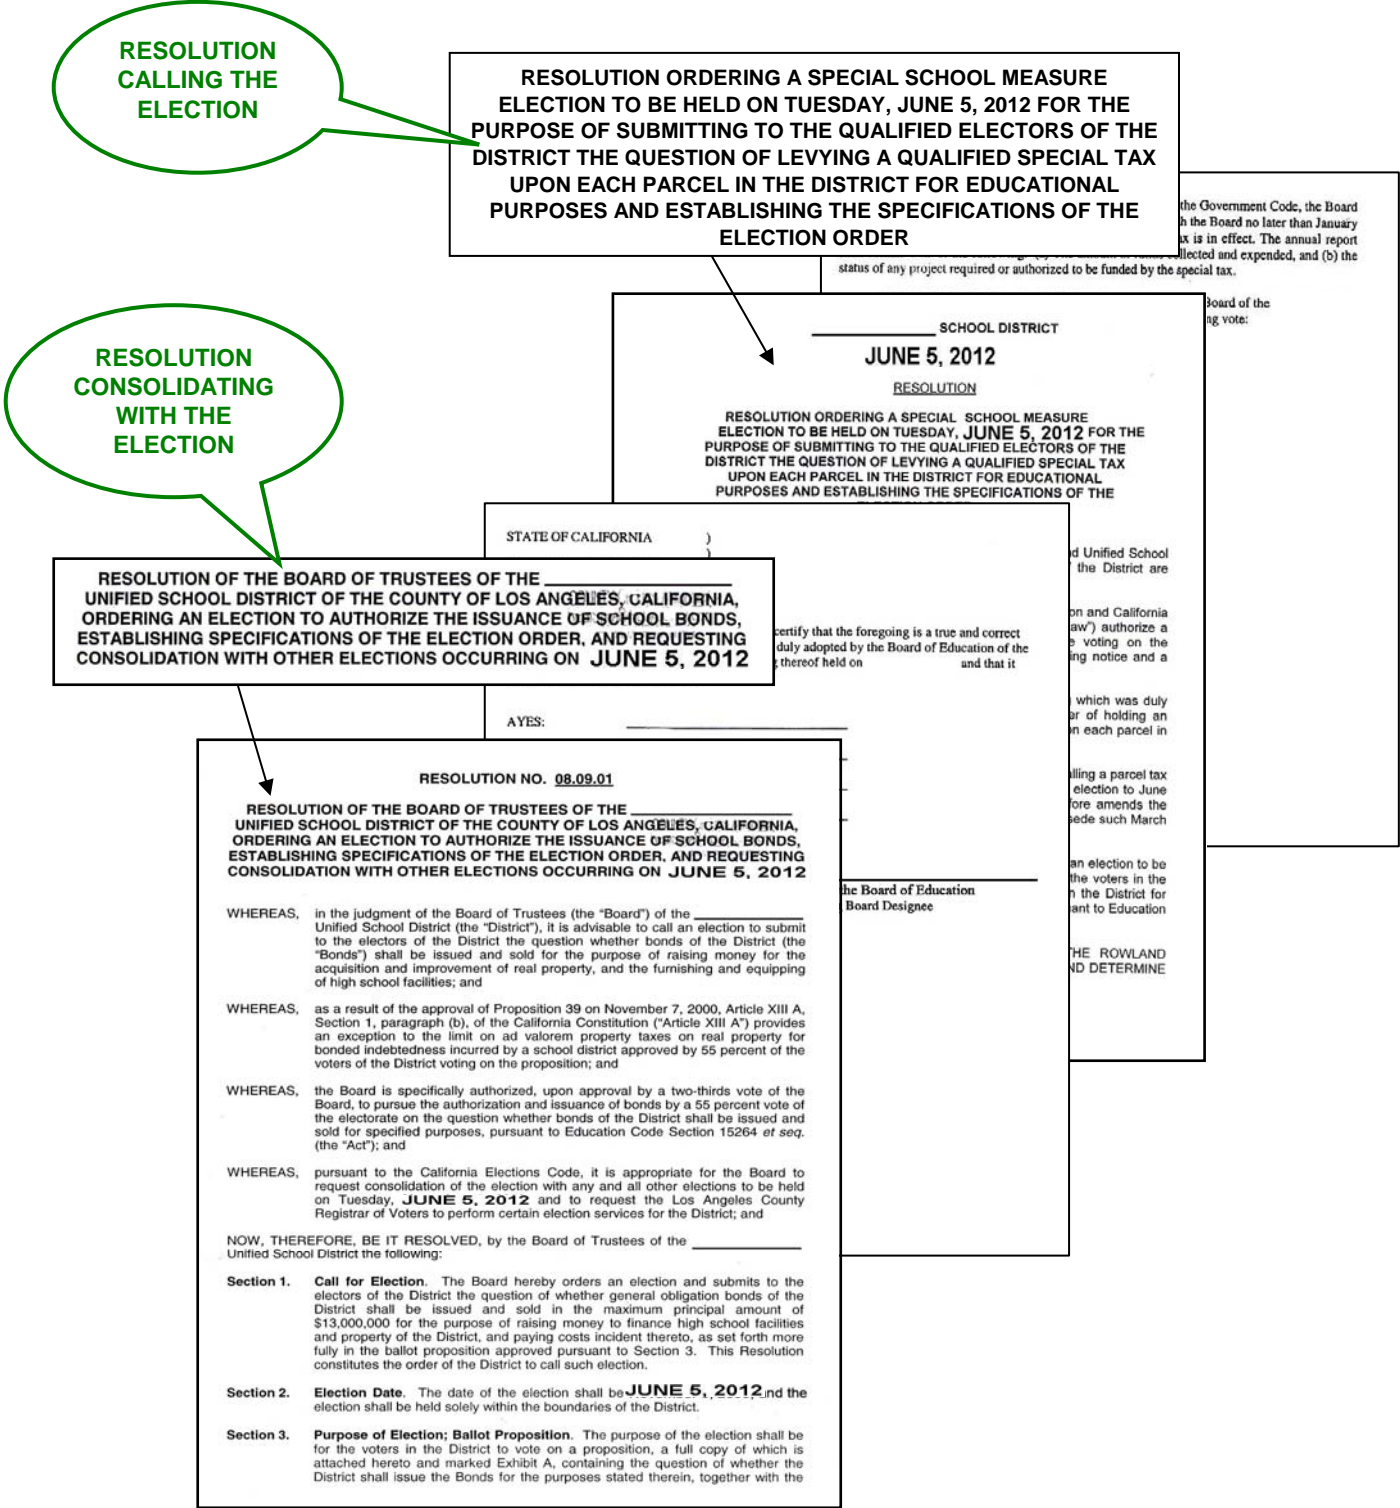 RESOLUTION
CALLING THE
ELECTION
RESOLUTION ORDERING A SPECIAL SCHOOL MEASURE
ELECTION TO BE HELD ON TUESDAY, JUNE 5, 2012 FOR THE
PURPOSE OF SUBMITTING TO THE QUALIFIED ELECTORS OF THE
DISTRICT THE QUESTION OF LEVYING A QUALIFIED SPECIAL TAX
UPON EACH PARCEL IN THE DISTRICT FOR EDUCATIONAL
PURPOSES AND ESTABLISHING THE SPECIFICATIONS OF THE
ELECTION ORDER
the Government Code, the Board
the Board no later than January
is in effect. The annual report
collected and expended, and (b) the
status of any project required or authorized to be funded by the special tax.
Board of the
vote:
SCHOOL DISTRICT
JUNE 5, 2012
RESOLUTION
RESOLUTION ORDERING A SPECIAL SCHOOL MEASURE
ELECTION TO BE HELD ON TUESDAY, JUNE 5, 2012 FOR THE
PURPOSE OF SUBMITTING TO THE QUALIFIED ELECTORS OF THE
DISTRICT THE QUESTION OF LEVYING A QUALIFIED SPECIAL TAX
UPON EACH PARCEL IN THE DISTRICT FOR EDUCATIONAL
PURPOSES AND ESTABLISHING THE SPECIFICATIONS OF THE
Unified School
the District are
and California
authorize a
voting on the
notice and a
which was duly
of holding an
each parcel in
a parcel tax
election to June
amends the
such March
an election to be
the voters in the
the District for
to Education
THE ROWLAND
DETERMINE
RESOLUTION
CONSOLIDATING
WITH THE
ELECTION
STATE OF CALIFORNIA )
)
certify that the foregoing is a true and correct
duly adopted by the Board of Education of the
thereof held on and that it
AYES:
the Board of Education
Board Designee
RESOLUTION OF THE BOARD OF TRUSTEES OF THE
UNIFIED SCHOOL DISTRICT OF THE COUNTY OF LOS ANGELES, CALIFORNIA,
ORDERING AN ELECTION TO AUTHORIZE THE ISSUANCE OF SCHOOL BONDS,
ESTABLISHING SPECIFICATIONS OF THE ELECTION ORDER, AND REQUESTING
CONSOLIDATION WITH OTHER ELECTIONS OCCURRING ON JUNE 5, 2012
RESOLUTION NO. 08.09.01
RESOLUTION OF THE BOARD OF TRUSTEES OF THE
UNIFIED SCHOOL DISTRICT OF THE COUNTY OF LOS ANGELES, CALIFORNIA,
ORDERING AN ELECTION TO AUTHORIZE THE ISSUANCE OF SCHOOL BONDS,
ESTABLISHING SPECIFICATIONS OF THE ELECTION ORDER, AND REQUESTING
CONSOLIDATION WITH OTHER ELECTIONS OCCURRING ON JUNE 5, 2012
WHEREAS, in the judgment of the Board of Trustees (the “Board”) of the
Unified School District (the “District”), it is advisable to call an election to submit
to the electors of the District the question whether bonds of the District (the
“Bonds”) shall be issued and sold for the purpose of raising money for the
acquisition and improvement of real property, and the furnishing and equipping
of high school facilities; and
WHEREAS, as a result of the approval of Proposition 39 on November 7, 2000, Article XIII A,
Section 1, paragraph (b), of the California Constitution (“Article XIII A”) provides
an exception to the limit on ad valorem property taxes on real property for
bonded indebtedness incurred by a school district approved by 55 percent of the
voters of the District voting on the proposition; and
WHEREAS, the Board is specifically authorized, upon approval by a two-thirds vote of the
Board, to pursue the authorization and issuance of bonds by a 55 percent vote of
the electorate on the question whether bonds of the District shall be issued and
sold for specified purposes, pursuant to Education Code Section 15264 et seq.
(the “Act”); and
WHEREAS, pursuant to the California Elections Code, it is appropriate for the Board to
request consolidation of the election with any and all other elections to be held
on Tuesday, JUNE 5, 2012 and to request the Los Angeles County
Registrar of Voters to perform certain election services for the District; and
NOW, THEREFORE, BE IT RESOLVED, by the Board of Trustees of the
Unified School District the following:
Section 1. Call for Election. The Board hereby orders an election and submits to the
electors of the District the question of whether general obligation bonds of the
District shall be issued and sold in the maximum principal amount of
$13,000,000 for the purpose of raising money to finance high school facilities
and property of the District, and paying costs incident thereto, as set forth more
fully in the ballot proposition approved pursuant to Section 3. This Resolution
constitutes the order of the District to call such election.
Section 2. Election Date. The date of the election shall be JUNE 5, 2012 and the
election shall be held solely within the boundaries of the District.
Section 3. Purpose of Election; Ballot Proposition. The purpose of the election shall be
for the voters in the District to vote on a proposition, a full copy of which is
attached hereto and marked Exhibit A, containing the question of whether the
District shall issue the Bonds for the purposes stated therein, together with the